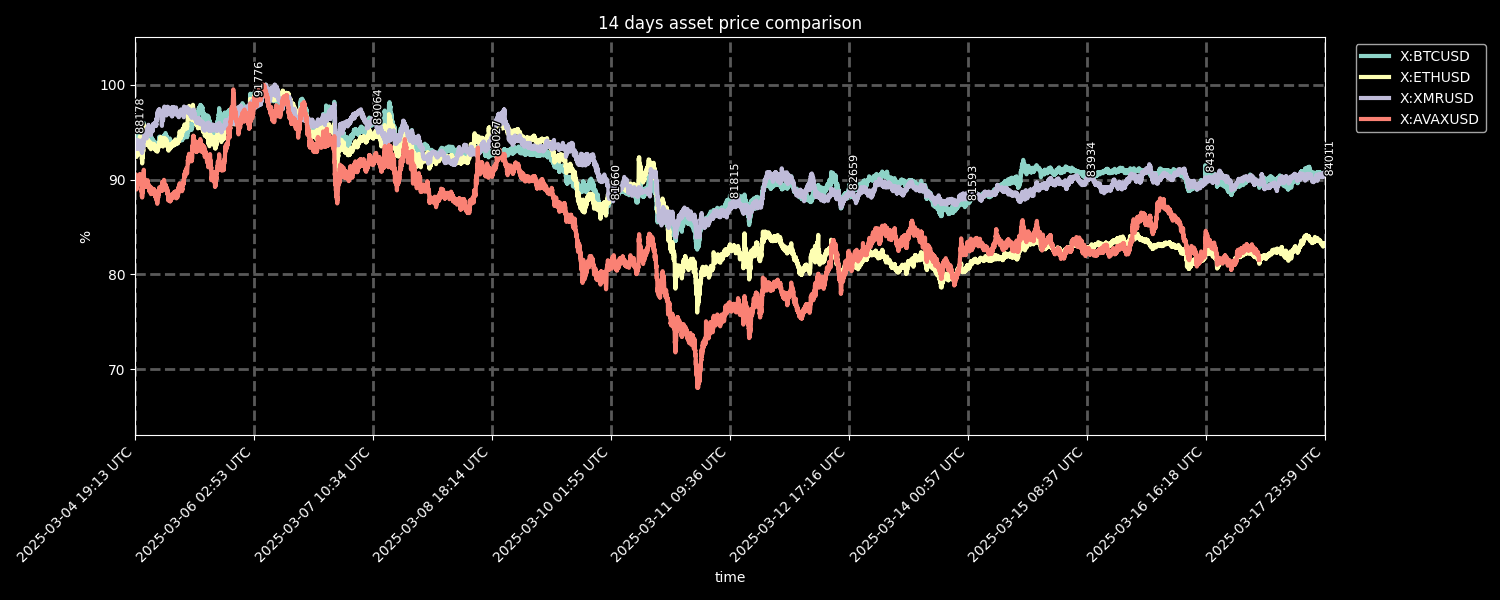 14 days asset price comparison
X:BTCUSD
X:ETHUSD
X:XMRUSD
X:AVAXUSD
100
90
80
70
%
88178
91776
89064
86027
81660
81815
82659
81593
83934
84385
84011
2025-03-04 19:13 UTC
2025-03-06 02:53 UTC
2025-03-07 10:34 UTC
2025-03-08 18:14 UTC
2025-03-10 01:55 UTC
2025-03-11 09:36 UTC
2025-03-12 17:16 UTC
2025-03-14 00:57 UTC
2025-03-15 08:37 UTC
2025-03-16 16:18 UTC
2025-03-17 23:59 UTC
time